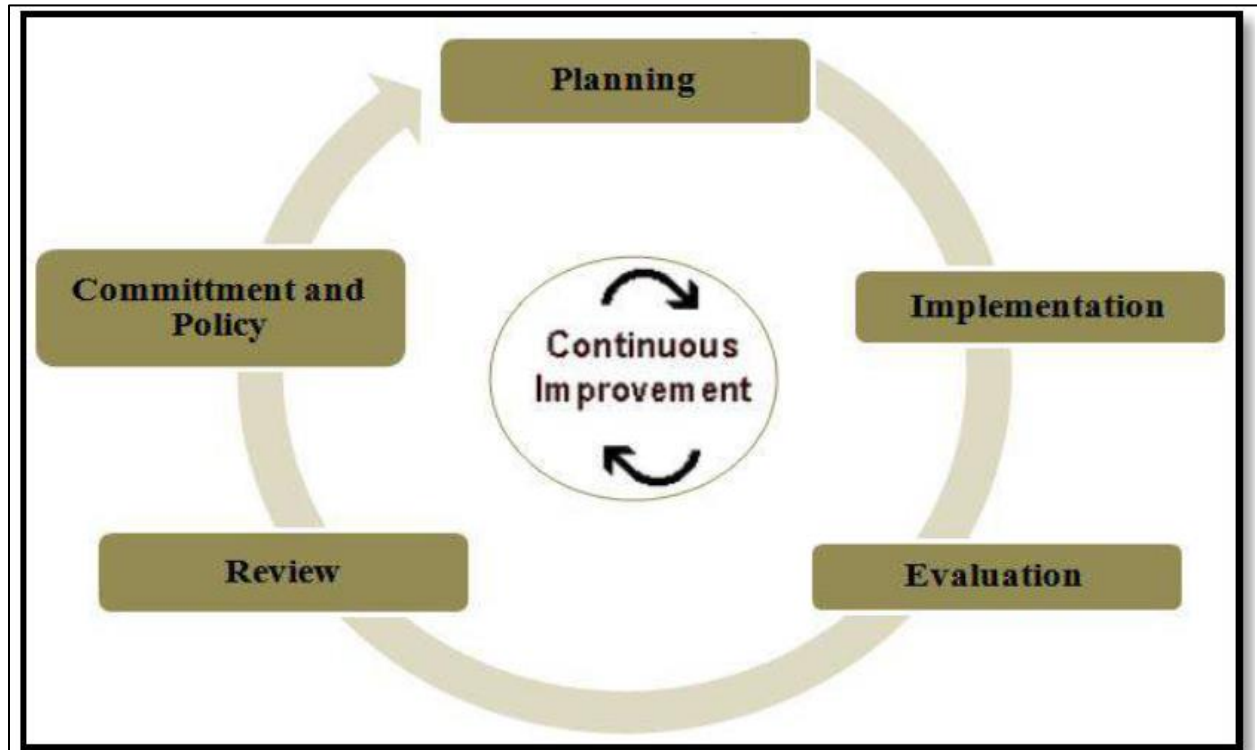 Planning
Committment and
Policy
Implementation
Continuous
Improvement
Review
Evaluation